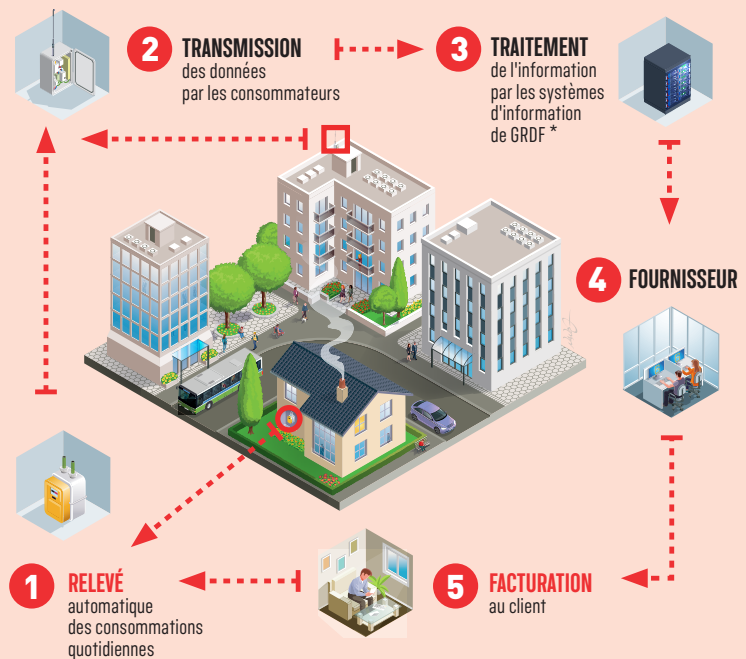 1 RELEVÉ
automatique
des consommations
quotidiennes
2 TRANSMISSION
des données
par les consommateurs
3 TRAITEMENT
de l'information
par les systèmes
d'information
de GRDF *
4 FOURNISSEUR
5 FACTURATION
au client